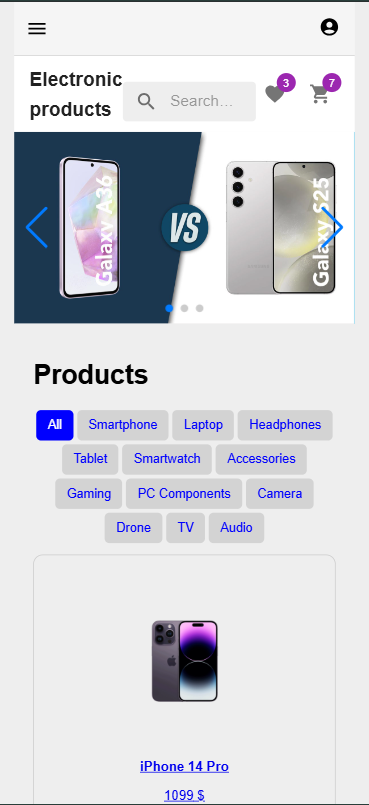 3
7
Electronic
products
Search…
Galaxy A36
VS
Galaxy S25
Products
All
Smartphone
Laptop
Headphones
Tablet
Smartwatch
Accessories
Gaming
PC Components
Camera
Drone
TV
Audio
iPhone 14 Pro
1099 $